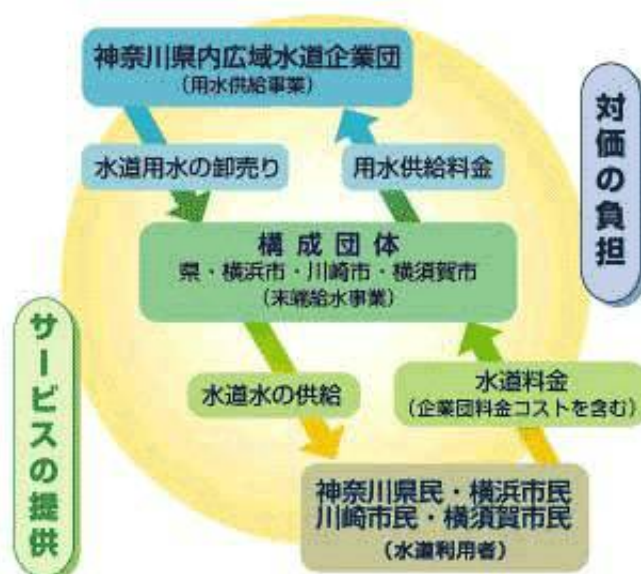 神奈川県内広域水道企業団
（用水供給事業）
水道用水の卸売り
用水供給料金
対価の負担
構成団体
県・横浜市・川崎市・横須賀市
（末端給水事業）
サービスの提供
水道水の供給
水道料金
（企業団料金コストを含む）
神奈川県民・横浜市民
川崎市民・横須賀市民
（水道利用者）